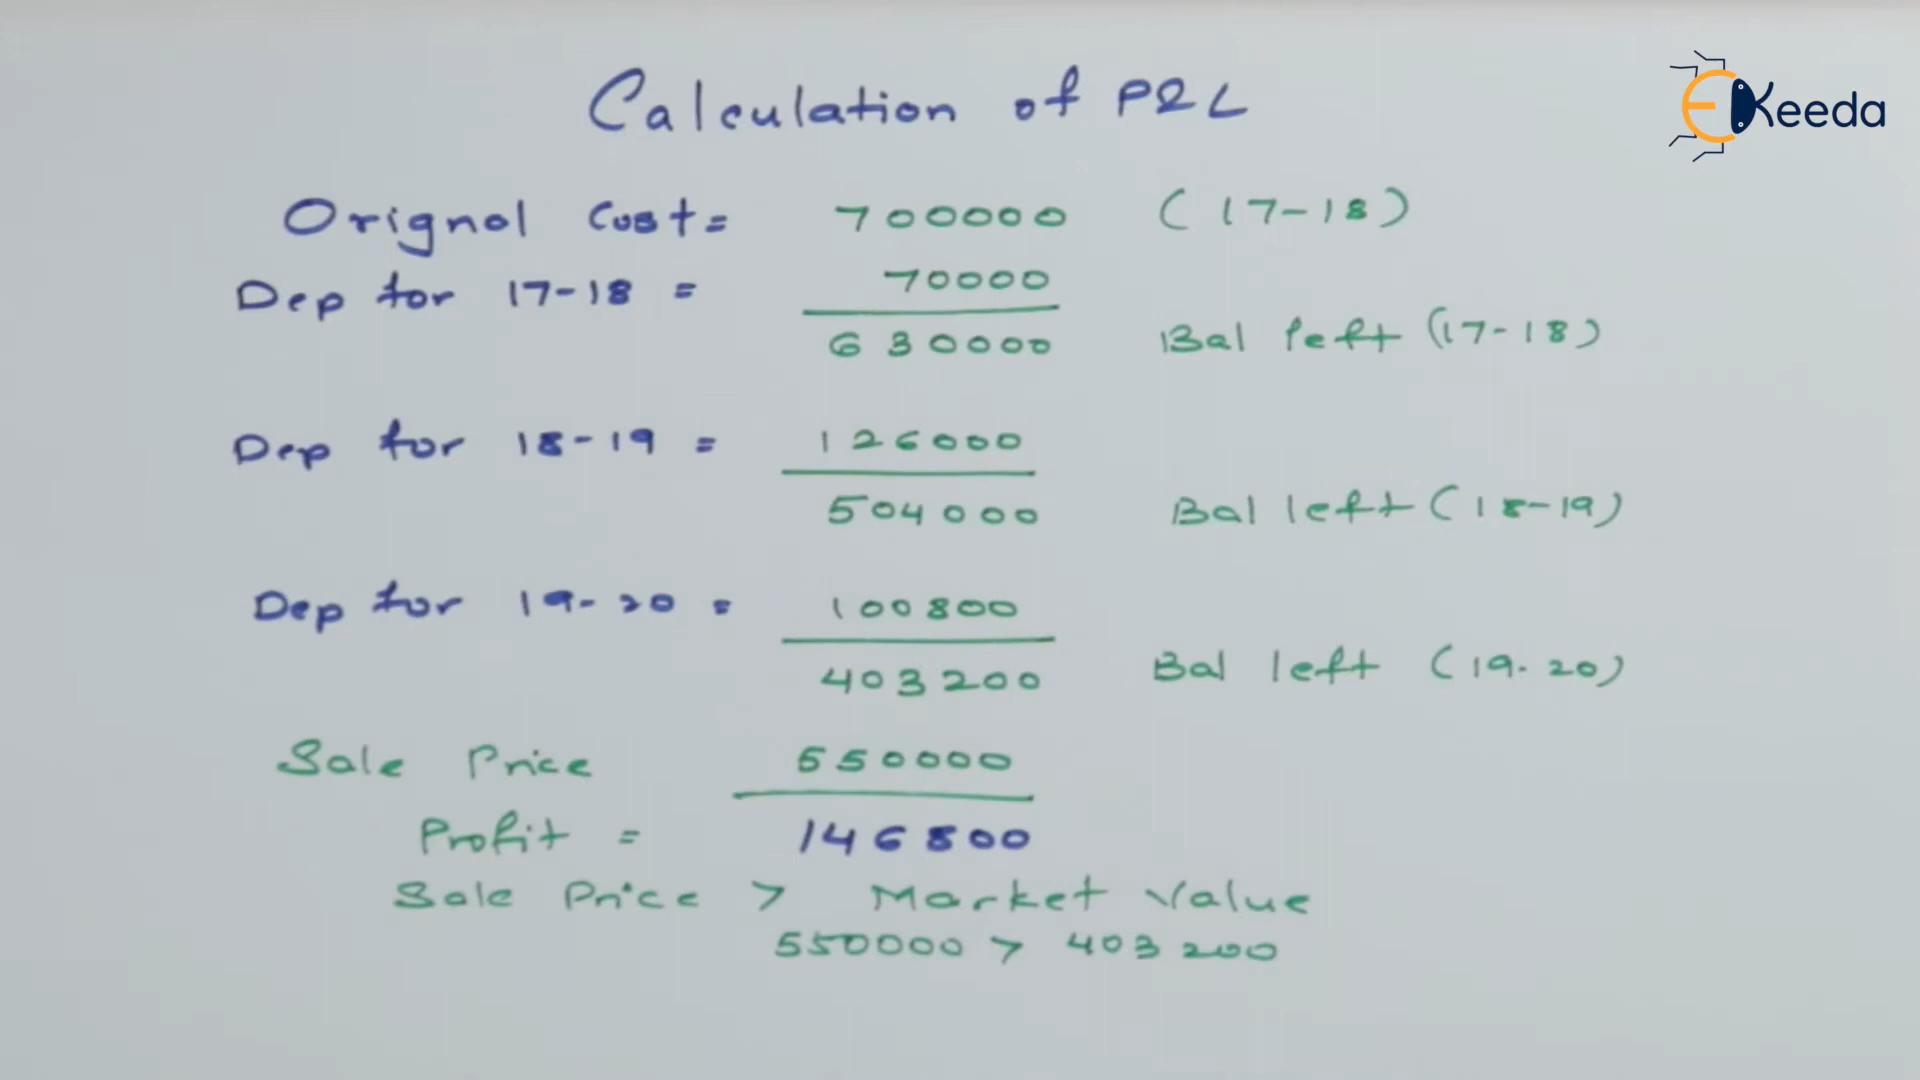 Calculation of P&L
EKeeda
Orignal Cost = 700000 (17-18)
Dep for 17-18 = 70000
630000 Bal left (17-18)
Dep for 18-19 = 126000
504000 Bal left (18-19)
Dep for 19-20 = 100800
403200 Bal left (19-20)
Sale Price 550000
Profit = 146800
Sale Price > Market Value
550000 > 403200